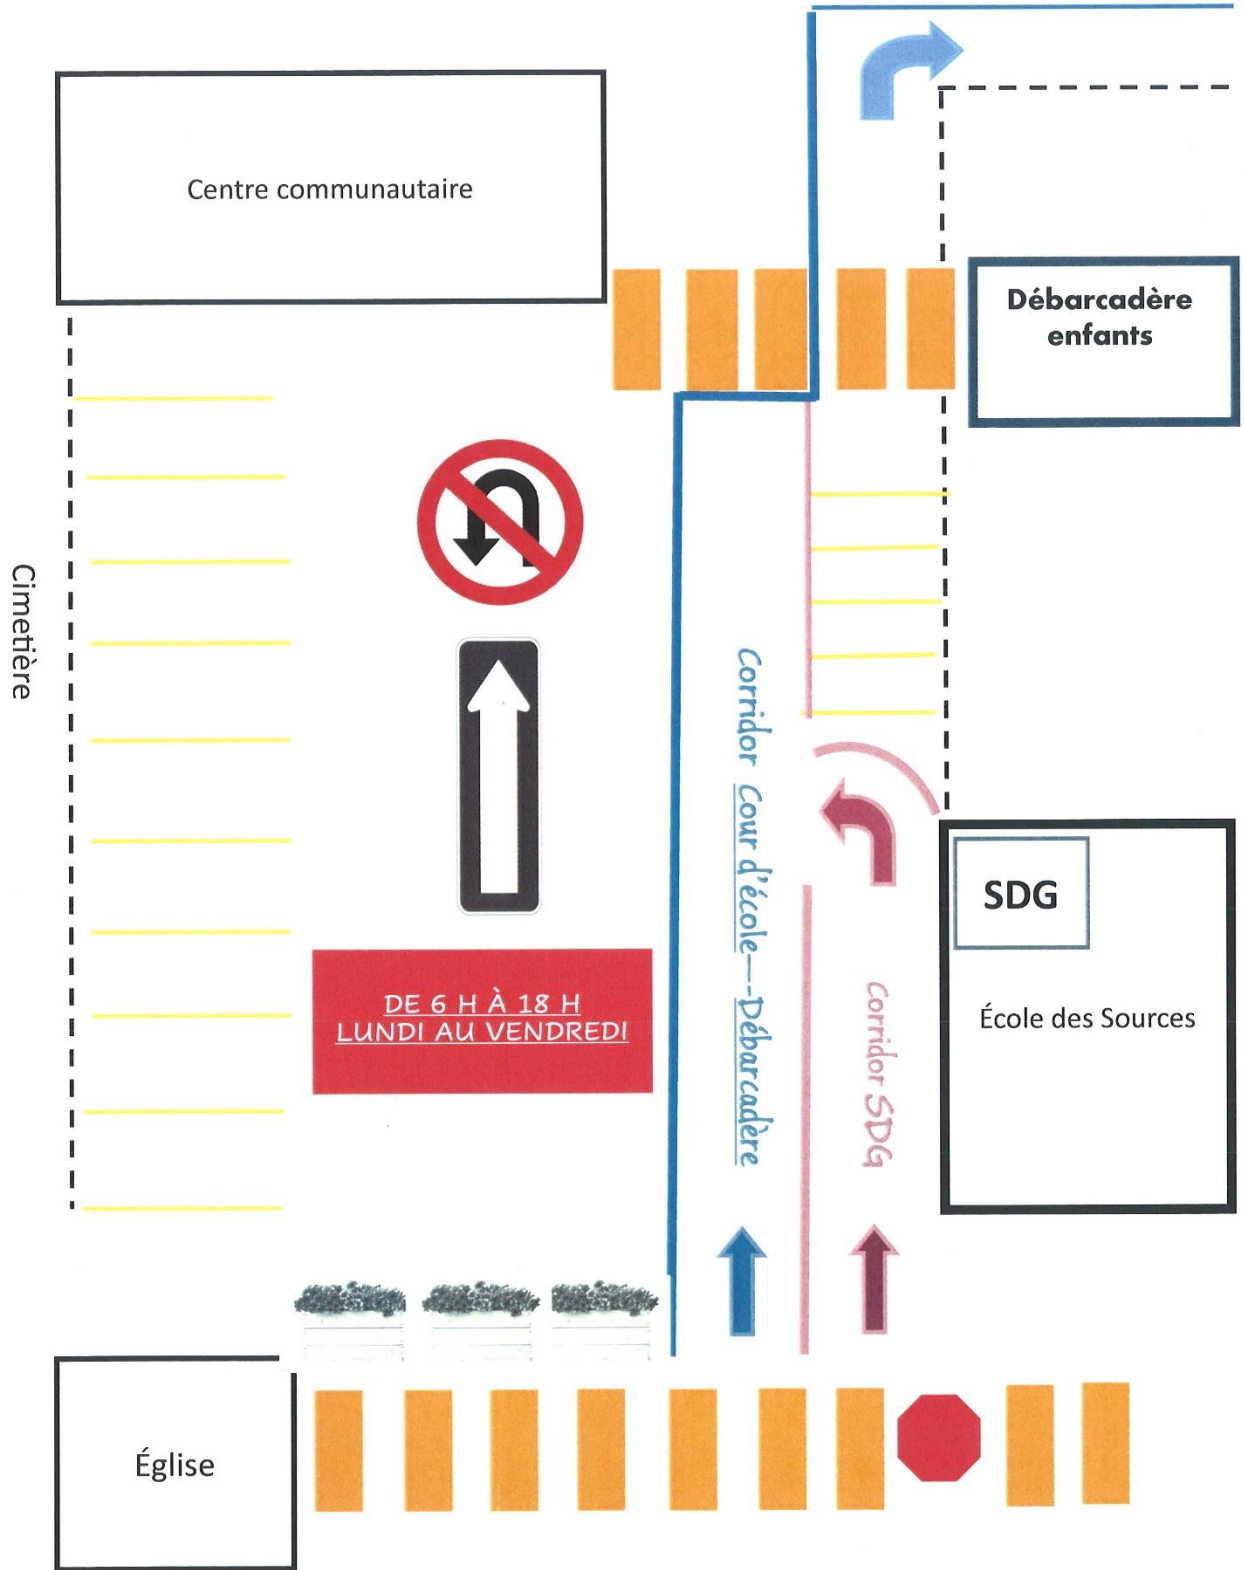 Centre communautaire
Débarcadère
enfants
Cimetière
Corridor Cour d'école----Débarcadère
SDG
DE 6 H À 18 H
LUNDI AU VENDREDI
Corridor SDG
École des Sources
Église